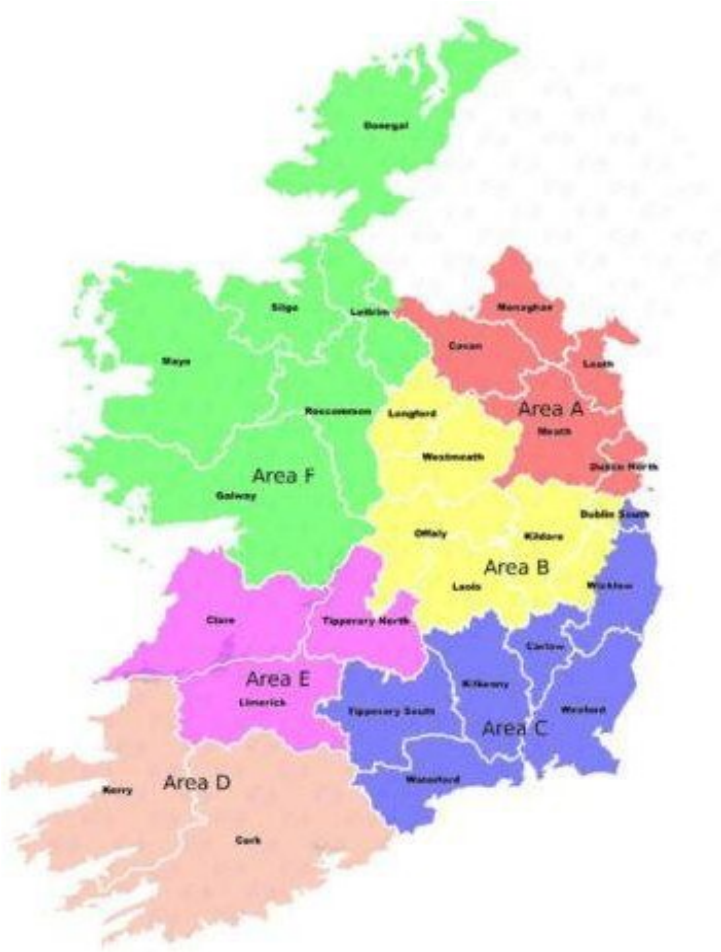 Donegal
Monaghan
Sligo
Leitrim
Cavan
Mayo
Louth
Area A
Roscommon
Longford
Meath
Westmeath
Dublin North
Area F
Galway
Dublin South
Offaly
Kildare
Area B
Laois
Wicklow
Clare
Tipperary North
Carlow
Area E
Kilkenny
Limerick
Tipperary South
Wexford
Area C
Waterford
Area D
Kerry
Cork